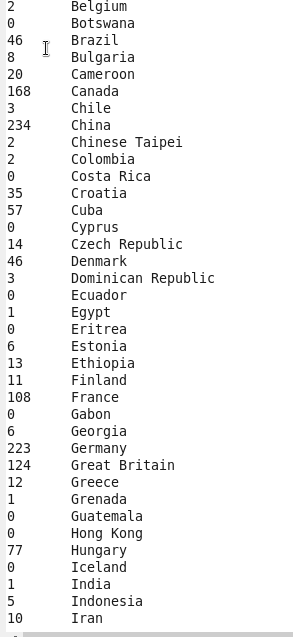 2 Belgium
0 Botswana
46 Brazil
8 Bulgaria
20 Cameroon
168 Canada
3 Chile
234 China
2 Chinese Taipei
2 Colombia
0 Costa Rica
35 Croatia
57 Cuba
0 Cyprus
14 Czech Republic
46 Denmark
3 Dominican Republic
0 Ecuador
1 Egypt
0 Eritrea
6 Estonia
13 Ethiopia
11 Finland
108 France
0 Gabon
6 Georgia
223 Germany
124 Great Britain
12 Greece
1 Grenada
0 Guatemala
0 Hong Kong
77 Hungary
0 Iceland
1 India
5 Indonesia
10 Iran